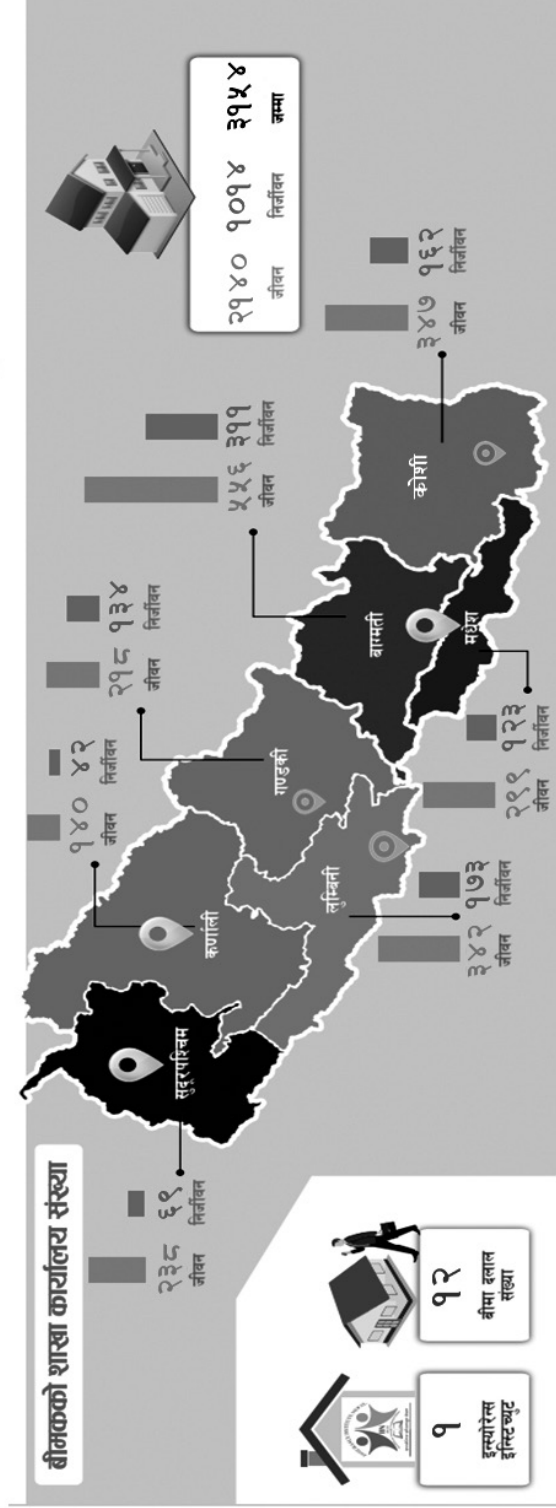 बीमकको शाखा कार्यालय संख्या
२३८ ६९
जीवन निर्जीवन
सुदूरपश्चिम
१४० ४२
जीवन निर्जीवन
कर्णाली
२१८ १३४
जीवन निर्जीवन
गण्डकी
लुम्बिनी
३४२ १७३
जीवन निर्जीवन
५५६ ३११
जीवन निर्जीवन
बागमती
मधेश
२९९ १२३
जीवन निर्जीवन
कोशी
३४७ १६२
जीवन निर्जीवन
२१४० १०१४ ३१५४
जीवन निर्जीवन जम्मा
१
इन्स्योरेन्स
इन्स्टिच्युट
१२
बीमा दलाल
संख्या